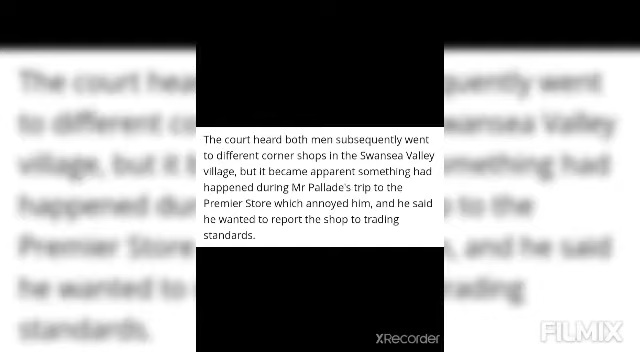 The court heard both men subsequently went
to different corner shops in the Swansea Valley
village, but it became apparent something had
happened during Mr Pallade's trip to the
Premier Store which annoyed him, and he said
he wanted to report the shop to trading
standards.
XRecorder
FILMIX